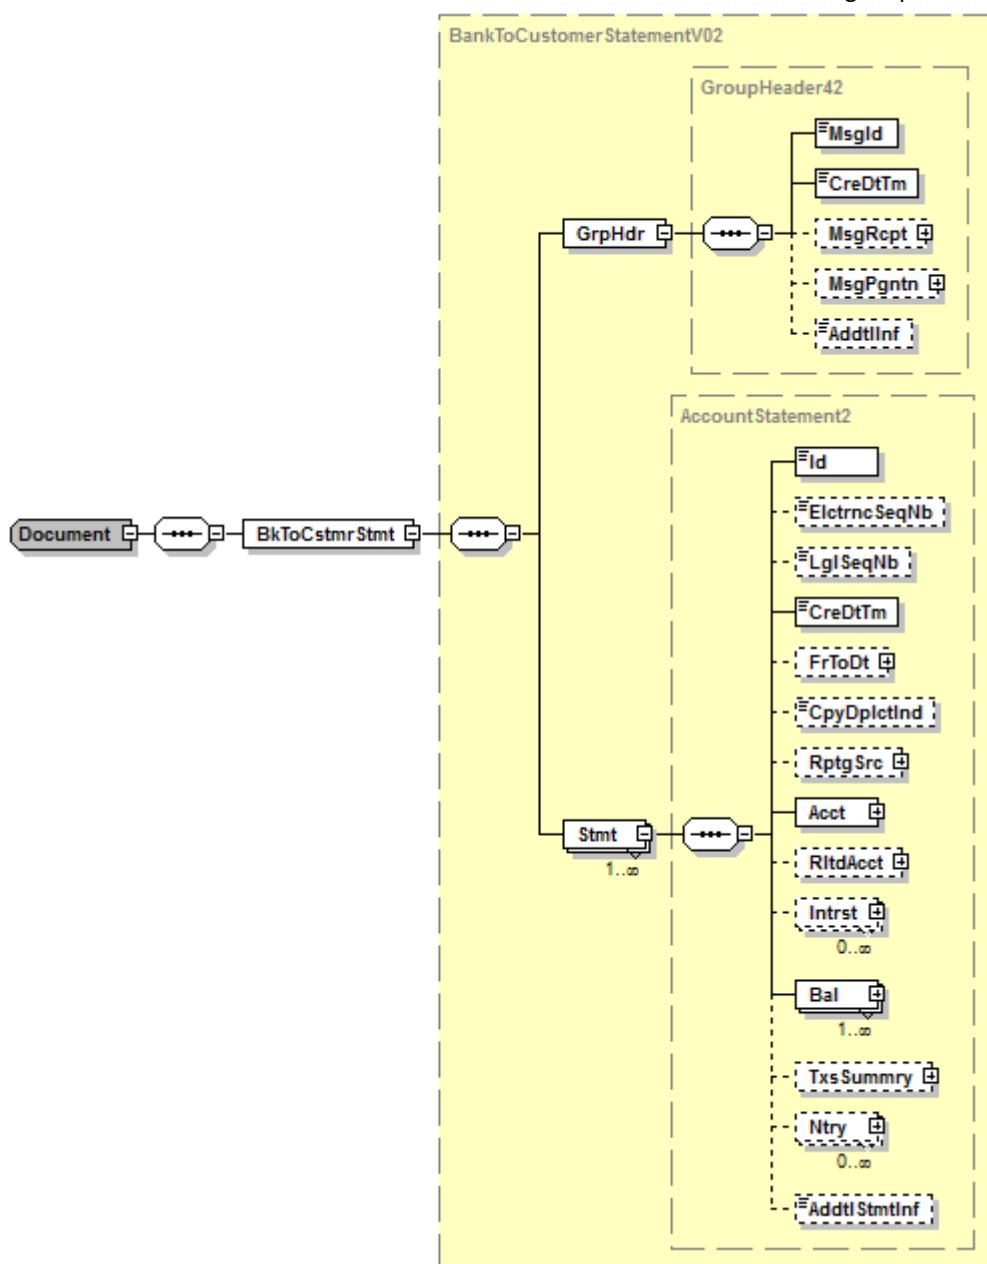 BankToCustomerStatementV02
GroupHeader42
MsgId
CreDtTm
GrpHdr
MsgRcpt
MsgPgntn
AddtlInf
AccountStatement2
Id
ElctrncSeqNb
Document
BkToCstmrStmt
LglSeqNb
CreDtTm
FrToDt
CpyDplctInd
RptgSrc
Acct
Stmt
1..∞
RltdAcct
Intrst
0..∞
Bal
1..∞
TxsSummry
Ntry
0..∞
AddtlStmtInf